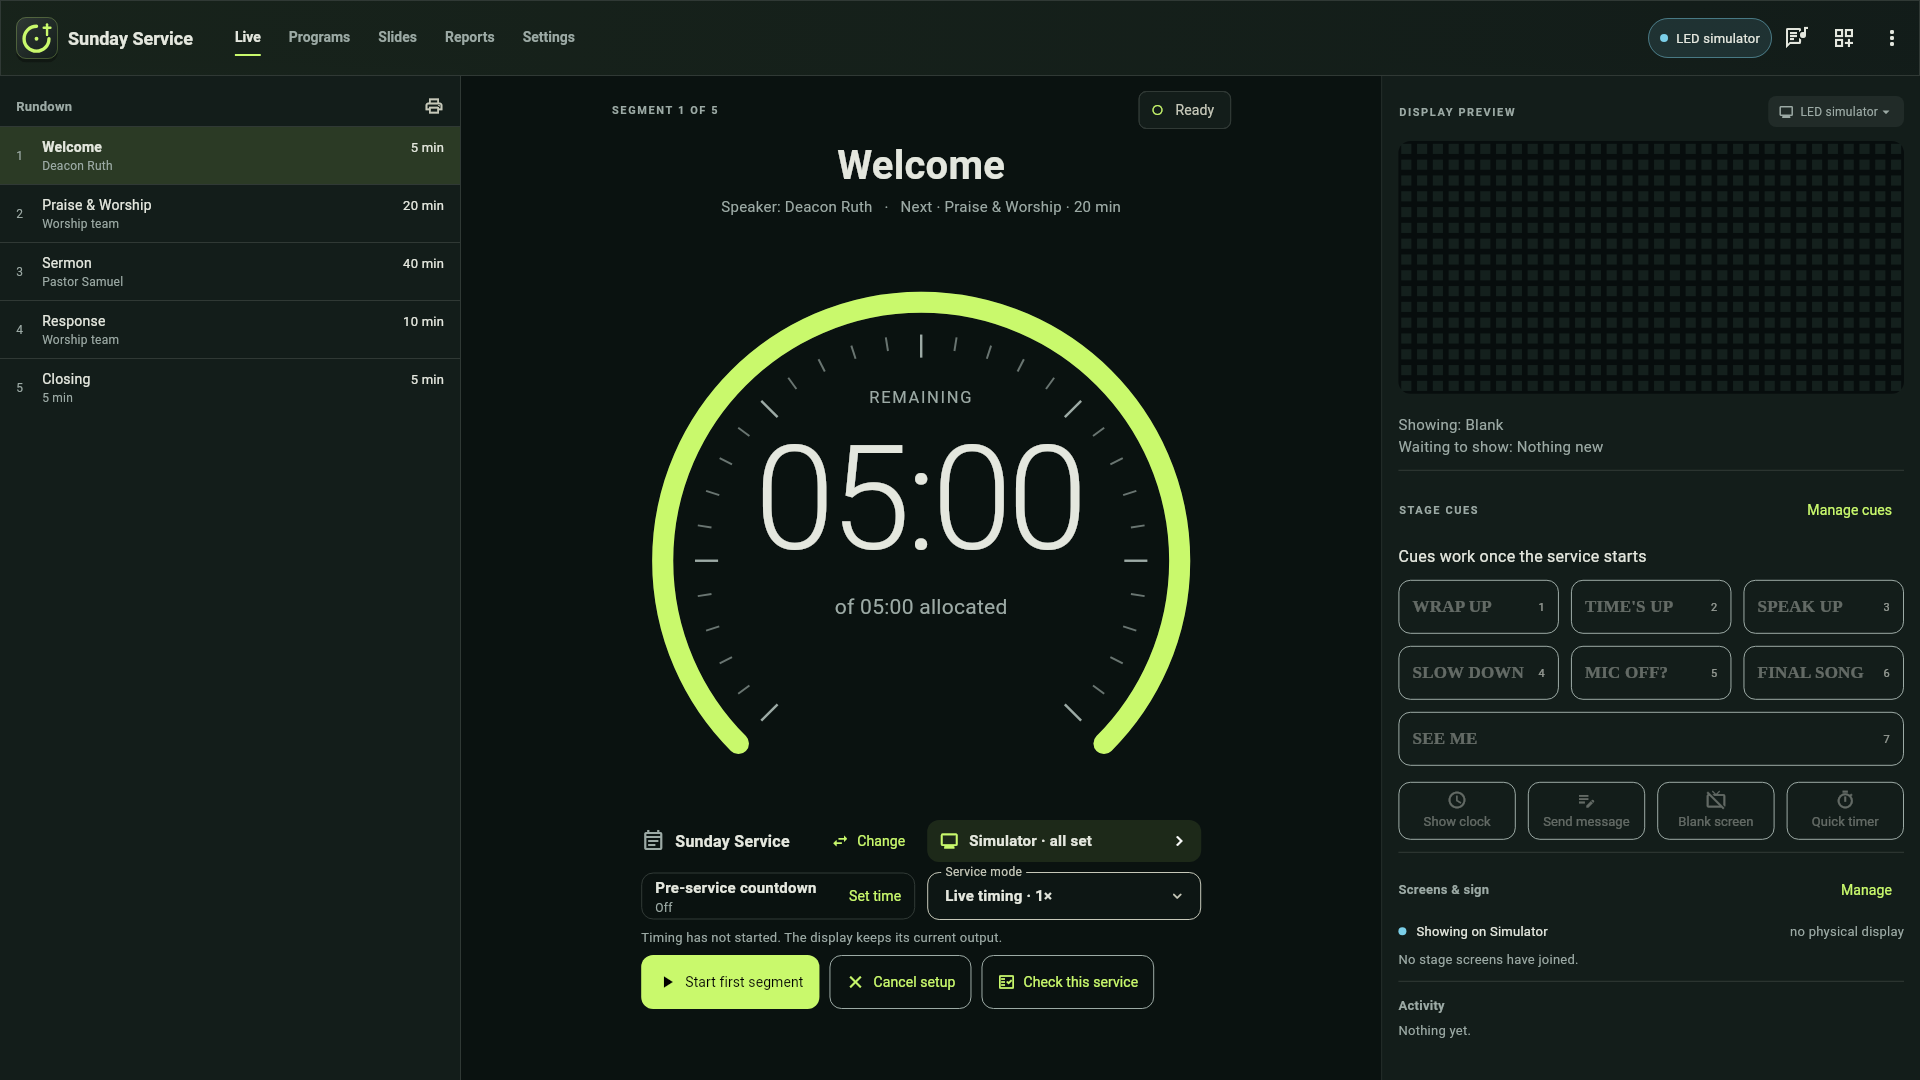 Sunday Service
Live
Programs
Slides
Reports
Settings
LED simulator
Rundown
1
Welcome
5 min
Deacon Ruth
2
Praise & Worship
20 min
Worship team
3
Sermon
40 min
Pastor Samuel
4
Response
10 min
Worship team
5
Closing
5 min
5 min
SEGMENT 1 OF 5
Ready
Welcome
Speaker: Deacon Ruth · Next · Praise & Worship · 20 min
REMAINING
05:00
of 05:00 allocated
Sunday Service
Change
Simulator · all set
Pre-service countdown
Off
Set time
Service mode
Live timing · 1×
Timing has not started. The display keeps its current output.
Start first segment
Cancel setup
Check this service
DISPLAY PREVIEW
LED simulator
Showing: Blank
Waiting to show: Nothing new
STAGE CUES
Manage cues
Cues work once the service starts
WRAP UP 1
TIME'S UP 2
SPEAK UP 3
SLOW DOWN 4
MIC OFF? 5
FINAL SONG 6
SEE ME 7
Show clock
Send message
Blank screen
Quick timer
Screens & sign
Manage
Showing on Simulator
no physical display
No stage screens have joined.
Activity
Nothing yet.